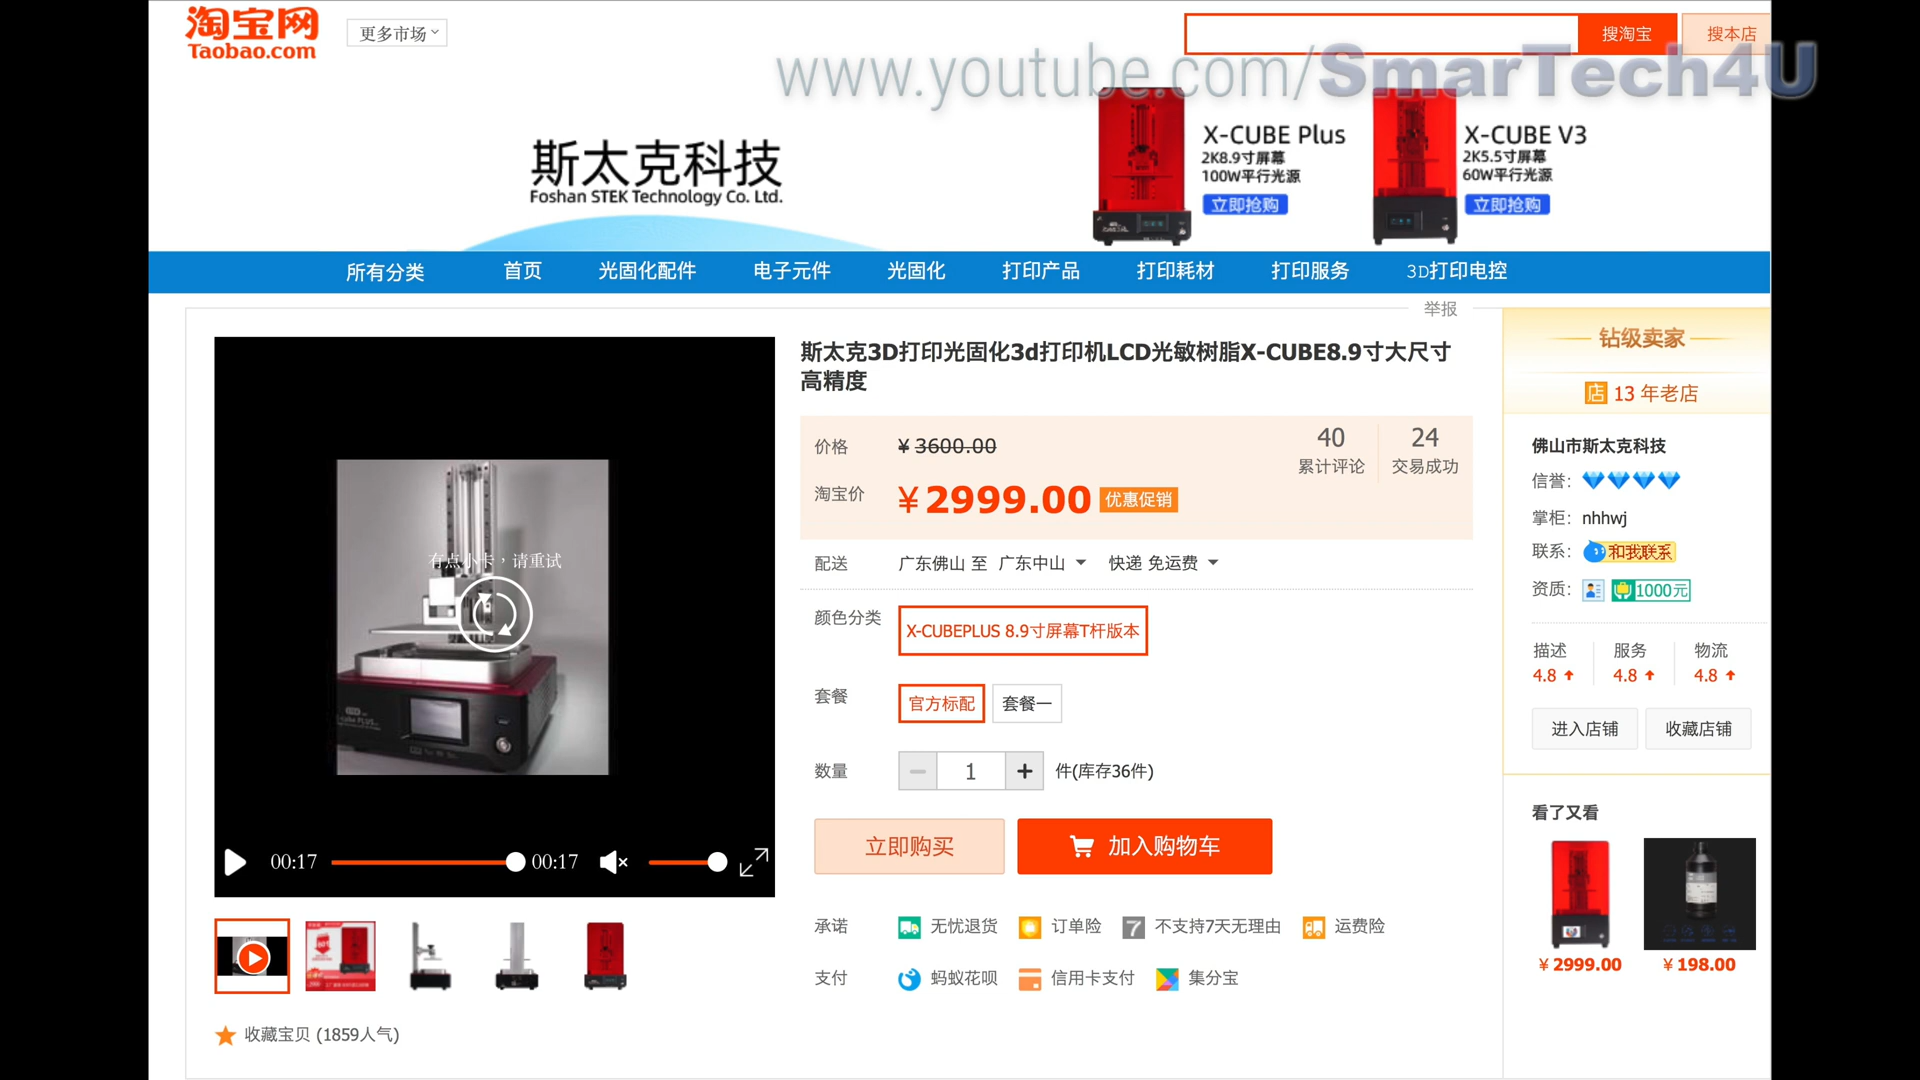 淘宝网
Taobao.com
更多市场
搜淘宝
搜本店
www.youtube.com/SmarTech4U
斯太克科技
Foshan STEK Technology Co. Ltd.
X-CUBE Plus
2K8.9寸屏幕
100W平行光源
立即抢购
X-CUBE V3
2K5.5寸屏幕
60W平行光源
立即抢购
所有分类 首页 光固化配件 电子元件 光固化 打印产品 打印耗材 打印服务 3D打印电控
举报
斯太克3D打印光固化3d打印机LCD光敏树脂X-CUBE8.9寸大尺寸
高精度
价格 ¥ 3600.00
40 累计评论
24 交易成功
淘宝价 ¥ 2999.00 优惠促销
配送 广东佛山 至 广东中山 快递 免运费
颜色分类 X-CUBEPLUS 8.9寸屏幕T杆版本
套餐 官方标配 套餐一
数量 1 件(库存36件)
立即购买 加入购物车
承诺 无忧退货 订单险 7 不支持7天无理由 运费险
支付 蚂蚁花呗 信用卡支付 集分宝
有点小卡，请重试
00:17 00:17
收藏宝贝 (1859人气)
钻级卖家
店 13 年老店
佛山市斯太克科技
信誉：
掌柜： nhhwj
联系： 和我联系
资质： 1000元
描述 服务 物流
4.8 4.8 4.8
进入店铺 收藏店铺
看了又看
¥ 2999.00 ¥ 198.00